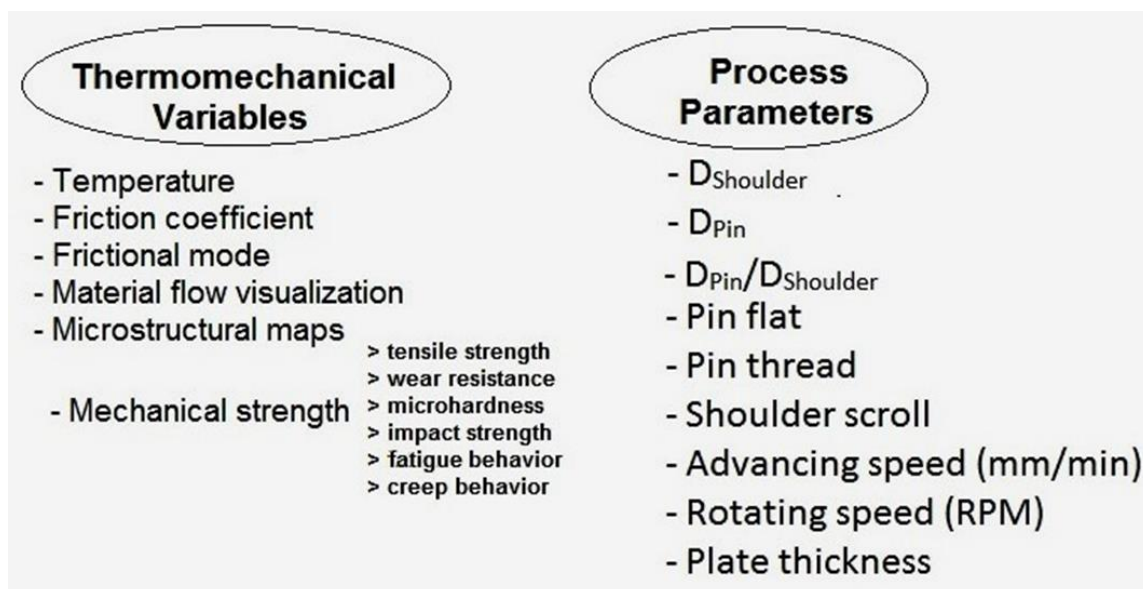 Thermomechanical
Variables
- Temperature
- Friction coefficient
- Frictional mode
- Material flow visualization
- Microstructural maps
- Mechanical strength
> tensile strength
> wear resistance
> microhardness
> impact strength
> fatigue behavior
> creep behavior
Process
Parameters
- DShoulder
- DPin
- DPin/DShoulder
- Pin flat
- Pin thread
- Shoulder scroll
- Advancing speed (mm/min)
- Rotating speed (RPM)
- Plate thickness